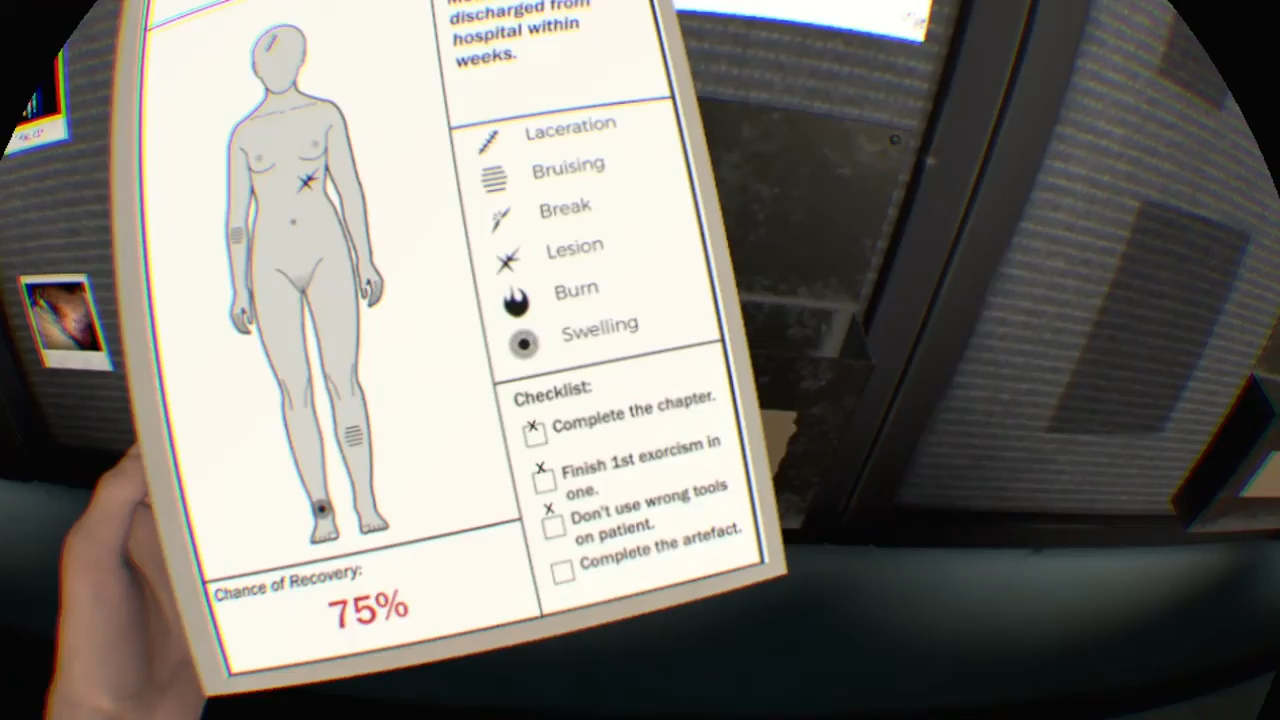 discharged from
hospital within
weeks.
Laceration
Bruising
Break
Lesion
Burn
Swelling
Checklist:
x Complete the chapter.
x Finish 1st exorcism in
one.
x Don't use wrong tools
on patient.
Complete the artefact.
Chance of Recovery:
75%